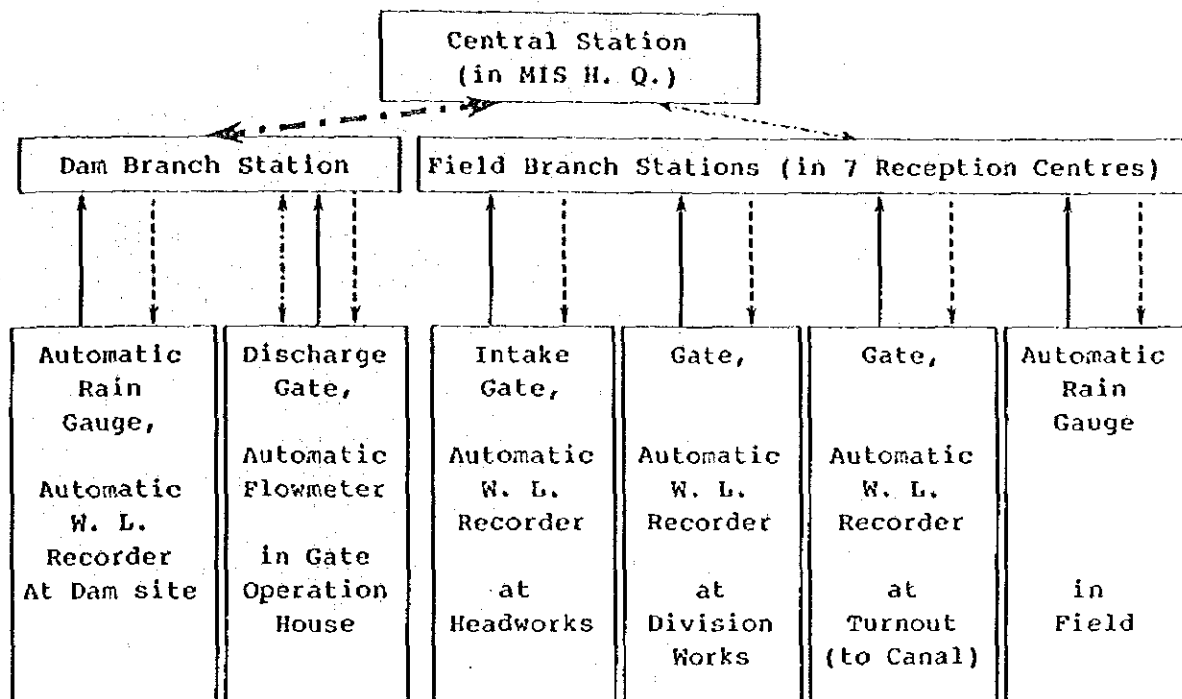 Central Station
(in MIS H. Q.)
Dam Branch Station
Field Branch Stations (in 7 Reception Centres)
Automatic
Rain
Gauge,
Automatic
W. L.
Recorder
At Dam site
Discharge
Gate,
Automatic
Flowmeter
in Gate
Operation
House
Intake
Gate,
Automatic
W. L.
Recorder
at
Headworks
Gate,
Automatic
W. L.
Recorder
at
Division
Works
Gate,
Automatic
W. L.
Recorder
at
Turnout
(to Canal)
Automatic
Rain
Gauge
in
Field